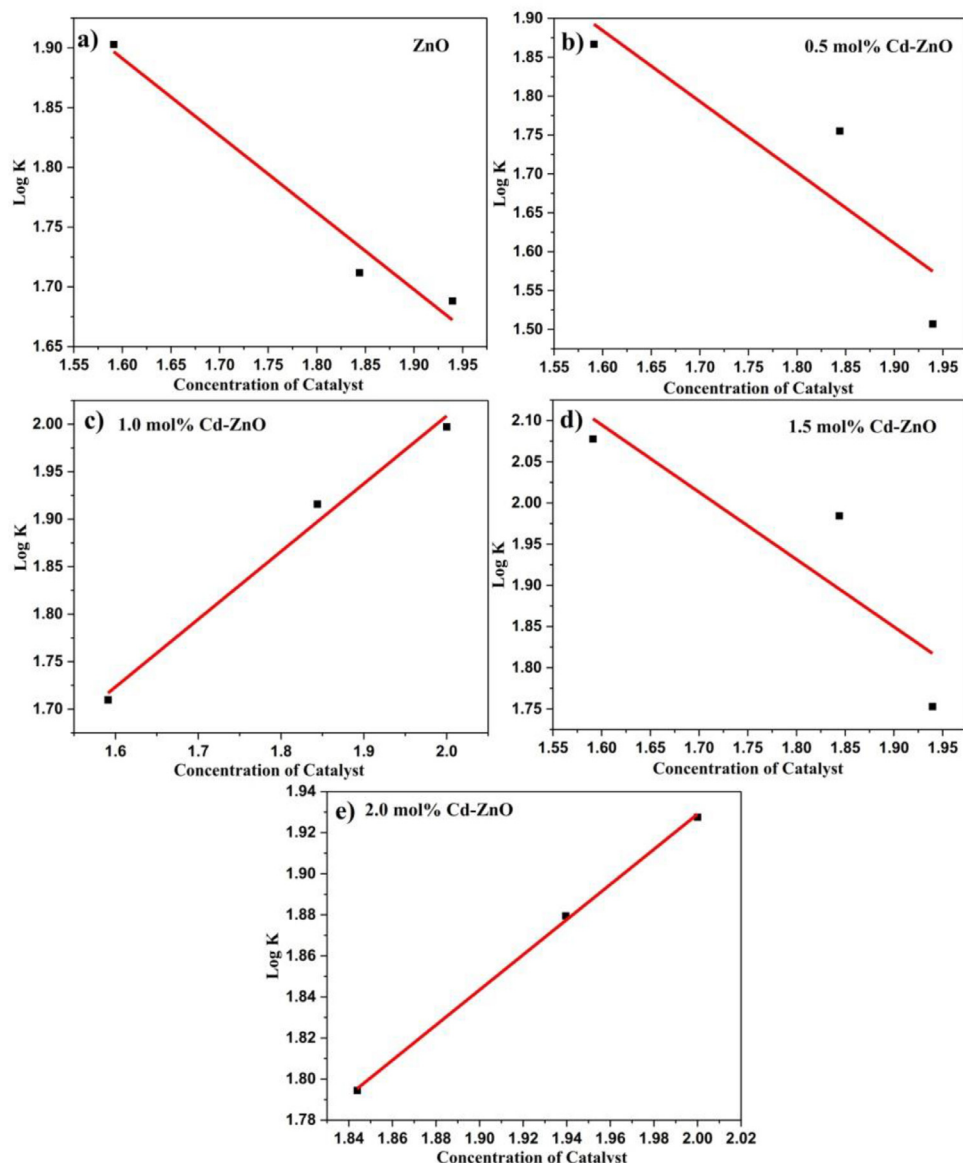 a)
ZnO
1.90
1.85
1.80
1.75
1.70
1.65
Log K
1.55 1.60 1.65 1.70 1.75 1.80 1.85 1.90 1.95
Concentration of Catalyst
b)
0.5 mol% Cd-ZnO
1.90
1.85
1.80
1.75
1.70
1.65
1.60
1.55
1.50
Log K
1.55 1.60 1.65 1.70 1.75 1.80 1.85 1.90 1.95
Concentration of Catalyst
c)
1.0 mol% Cd-ZnO
2.00
1.95
1.90
1.85
1.80
1.75
1.70
Log K
1.6 1.7 1.8 1.9 2.0
Concentration of Catalyst
d)
1.5 mol% Cd-ZnO
2.10
2.05
2.00
1.95
1.90
1.85
1.80
1.75
Log K
1.55 1.60 1.65 1.70 1.75 1.80 1.85 1.90 1.95
Concentration of Catalyst
e)
2.0 mol% Cd-ZnO
1.94
1.92
1.90
1.88
1.86
1.84
1.82
1.80
1.78
Log K
1.84 1.86 1.88 1.90 1.92 1.94 1.96 1.98 2.00 2.02
Concentration of Catalyst